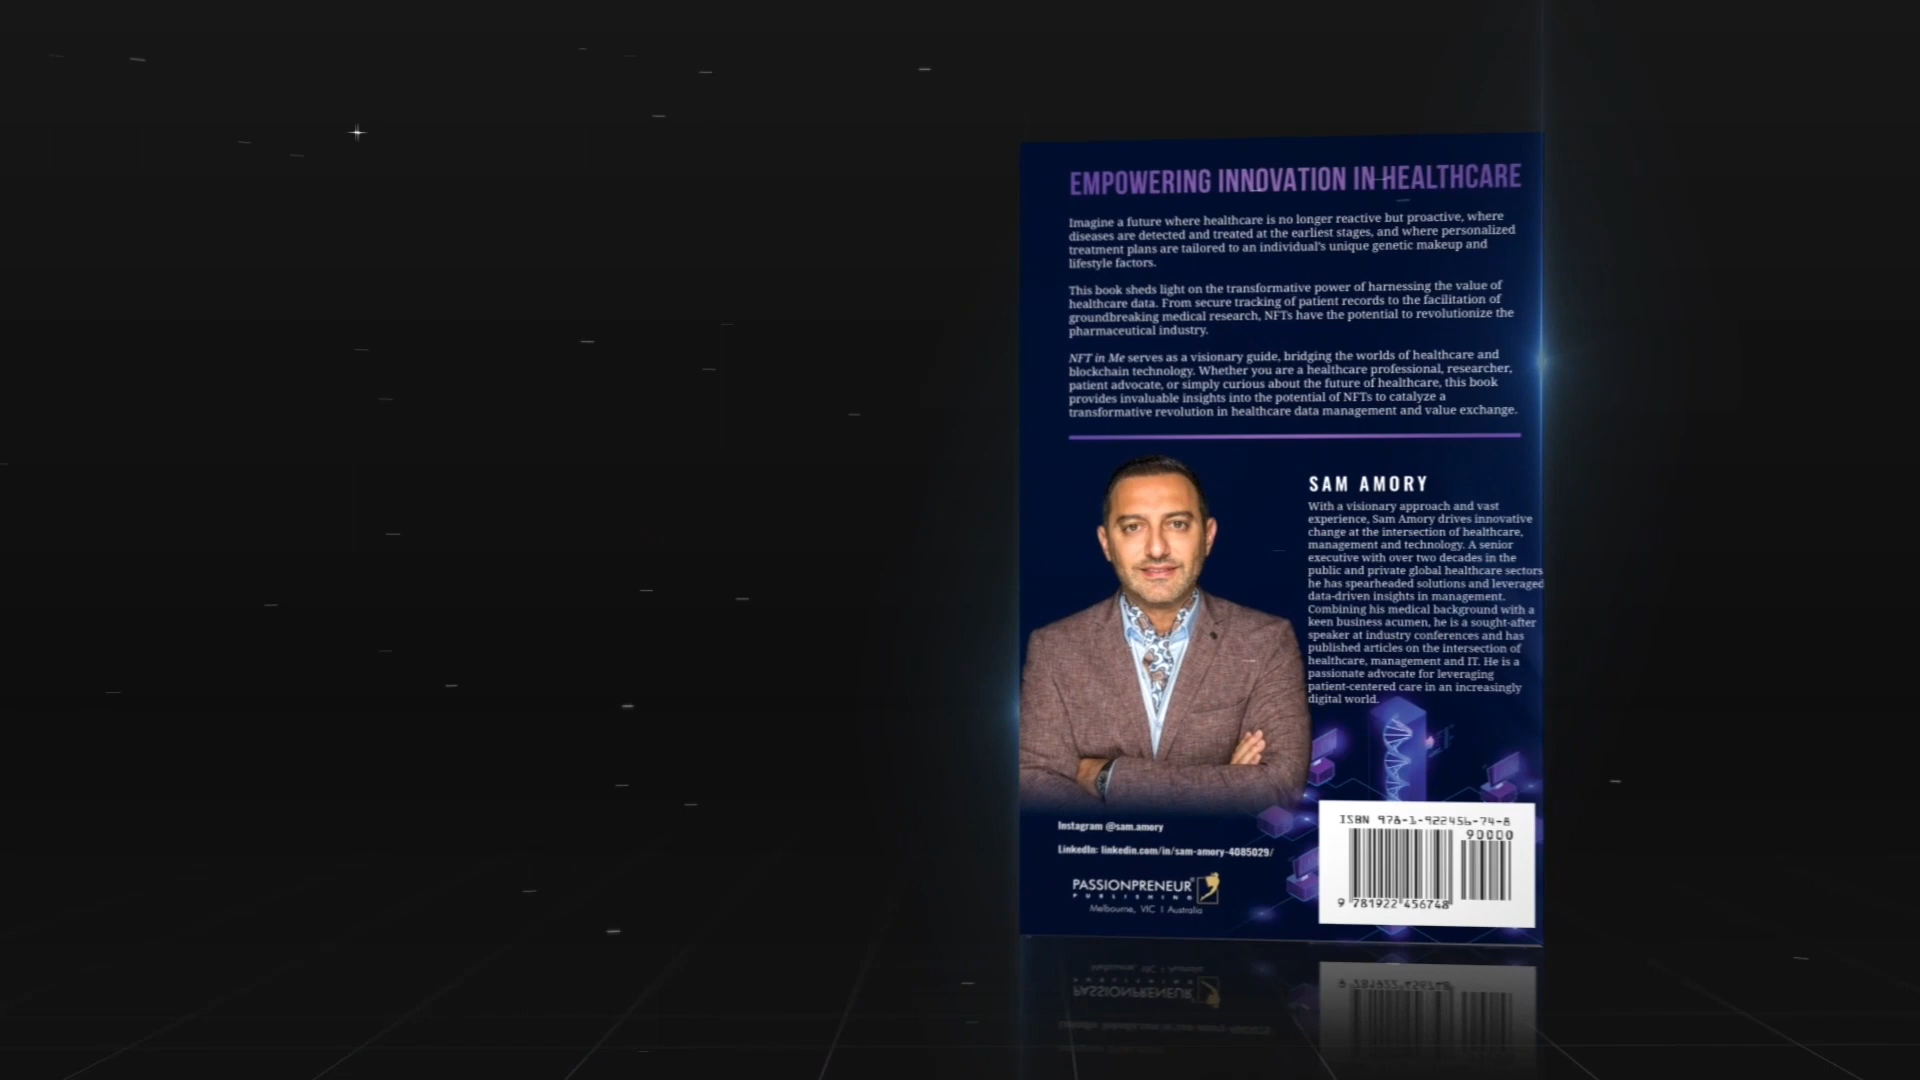 EMPOWERING INNOVATION IN HEALTHCARE
Imagine a future where healthcare is no longer reactive but proactive, where
diseases are detected and treated at the earliest stages, and where personalized
treatment plans are tailored to an individual's unique genetic makeup and
lifestyle factors.
This book sheds light on the transformative power of harnessing the value of
healthcare data. From secure tracking of patient records to the facilitation of
groundbreaking medical research, NFTs have the potential to revolutionize the
pharmaceutical industry.
NFT in Me serves as a visionary guide, bridging the worlds of healthcare and
blockchain technology. Whether you are a healthcare professional, researcher,
patient advocate, or simply curious about the future of healthcare, this book
provides invaluable insights into the potential of NFTs to catalyze a
transformative revolution in healthcare data management and value exchange.
SAM AMORY
With a visionary approach and vast
experience, Sam Amory drives innovative
change at the intersection of healthcare,
management and technology. A senior
executive with over two decades in the
public and private global healthcare sectors
he has spearheaded solutions and leveraged
data-driven insights in management.
Combining his medical background with a
keen business acumen, he is a sought-after
speaker at industry conferences and has
published articles on the intersection of
healthcare, management and IT. He is a
passionate advocate for leveraging
patient-centered care in an increasingly
digital world.
Instagram @sam.amory
LinkedIn: linkedin.com/in/sam-amory-4085029/
PASSIONPRENEUR®
PUBLISHING
Melbourne, VIC | Australia
ISBN 978-1-922456-74-8
90000
9 781922 456748